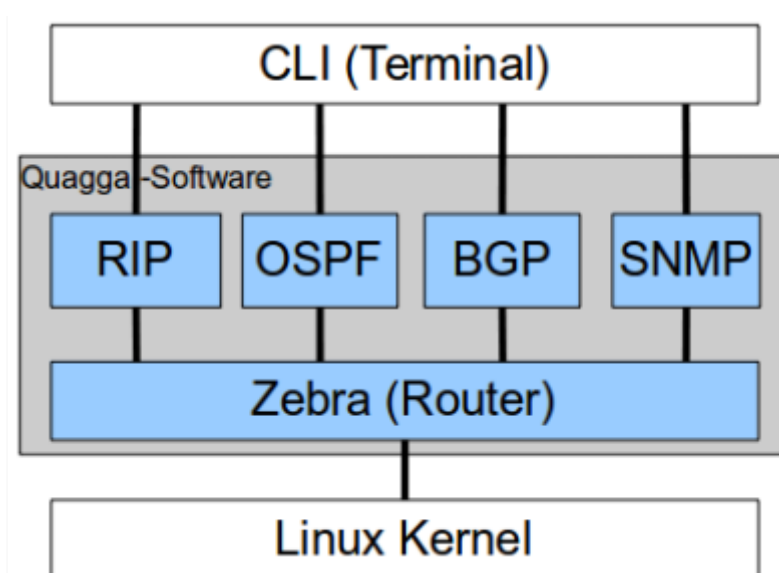 CLI (Terminal)
Quagga-Software
RIP
OSPF
BGP
SNMP
Zebra (Router)
Linux Kernel